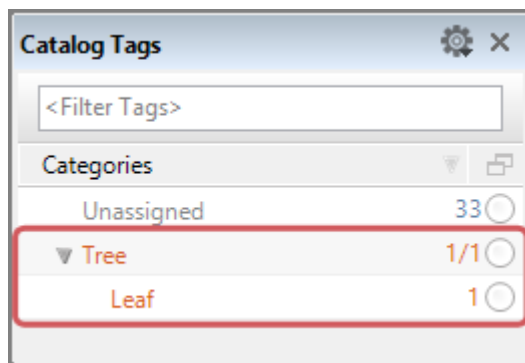 Catalog Tags
<Filter Tags>
Categories
Unassigned 33
Tree 1/1
Leaf 1